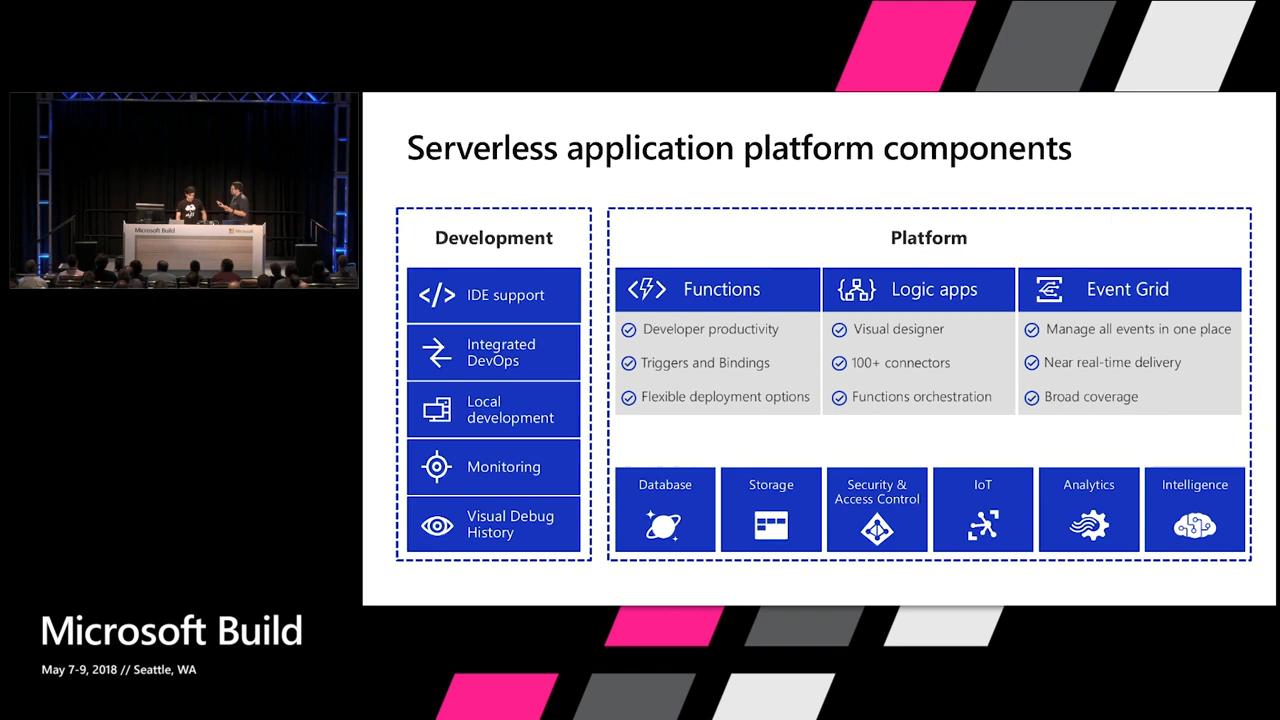 Serverless application platform components
Development
IDE support
Integrated
DevOps
Local
development
Monitoring
Visual Debug
History
Platform
Functions
Developer productivity
Triggers and Bindings
Flexible deployment options
Logic apps
Visual designer
100+ connectors
Functions orchestration
Event Grid
Manage all events in one place
Near real-time delivery
Broad coverage
Database
Storage
Security &
Access Control
IoT
Analytics
Intelligence
Microsoft Build
Microsoft
Microsoft Build
May 7-9, 2018 // Seattle, WA